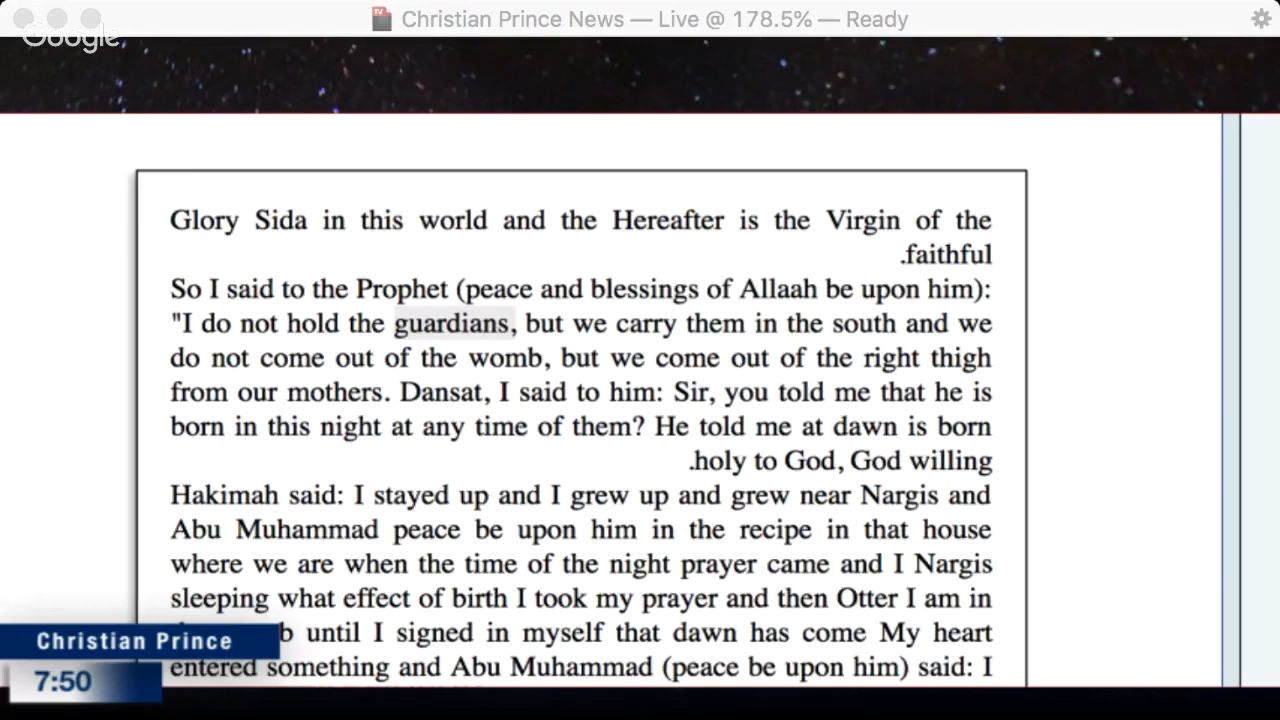 Christian Prince News — Live @ 178.5% — Ready
Google
Glory Sida in this world and the Hereafter is the Virgin of the
.faithful
So I said to the Prophet (peace and blessings of Allaah be upon him):
"I do not hold the guardians, but we carry them in the south and we
do not come out of the womb, but we come out of the right thigh
from our mothers. Dansat, I said to him: Sir, you told me that he is
born in this night at any time of them? He told me at dawn is born
.holy to God, God willing
Hakimah said: I stayed up and I grew up and grew near Nargis and
Abu Muhammad peace be upon him in the recipe in that house
where we are when the time of the night prayer came and I Nargis
sleeping what effect of birth I took my prayer and then Otter I am in
until I signed in myself that dawn has come My heart
entered something and Abu Muhammad (peace be upon him) said: I
Christian Prince
7:50